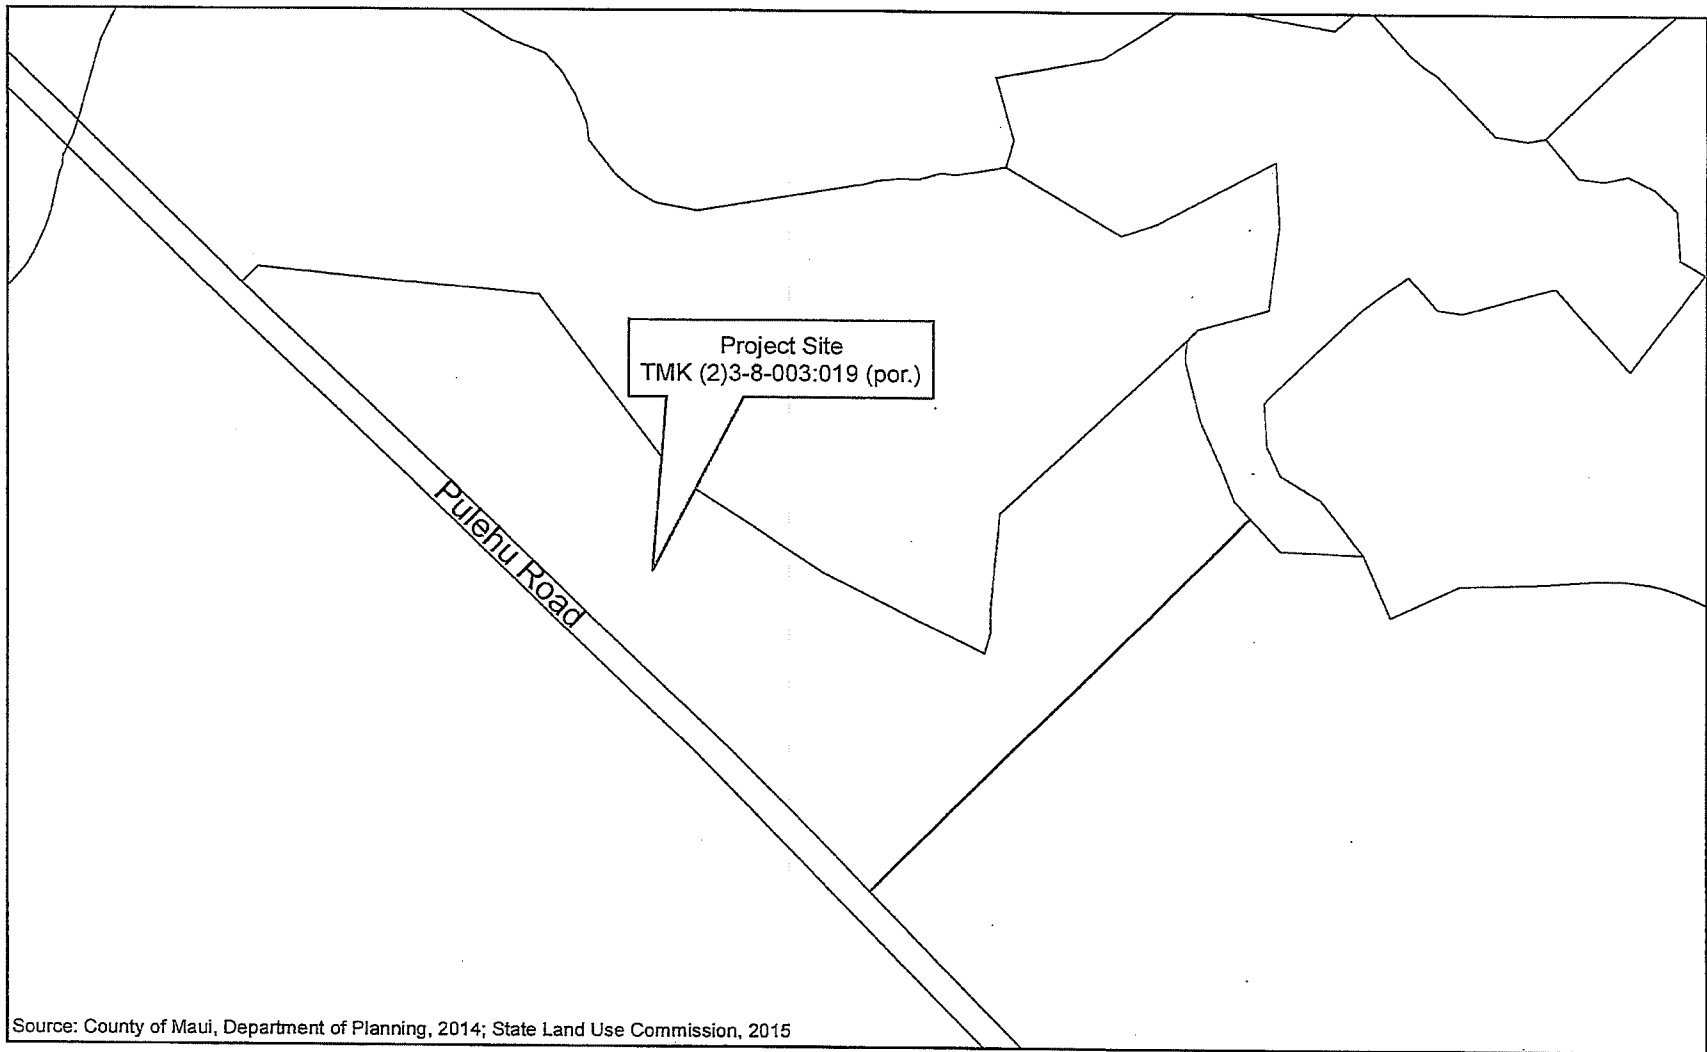 Project Site
TMK (2)3-8-003:019 (por.)
Pulehu Road
Source: County of Maui, Department of Planning, 2014; State Land Use Commission, 2015